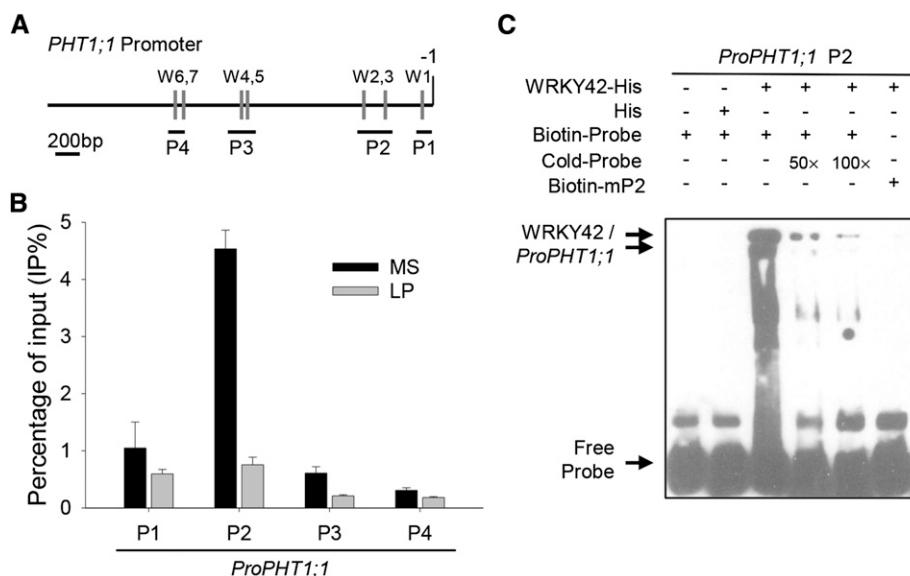 A
PHT1;1 Promoter
-1
W6,7 W4,5 W2,3 W1
200bp
P4 P3 P2 P1
B
Percentage of input (IP%)
5
4
3
2
1
0
MS
LP
P1 P2 P3 P4
ProPHT1:1
C
ProPHT1;1 P2
WRKY42-His - - + + + +
His - + - - - -
Biotin-Probe + + + + + -
Cold-Probe - - - 50× 100× -
Biotin-mP2 - - - - - +
WRKY42 /
ProPHT1;1
Free
Probe